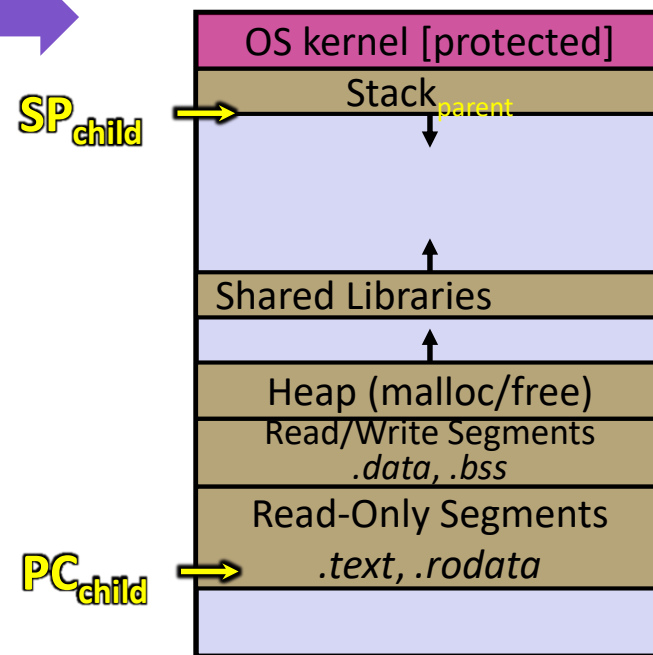 OS kernel [protected]
Stackparent
SPchild
Shared Libraries
Heap (malloc/free)
Read/Write Segments
.data, .bss
Read-Only Segments
.text, .rodata
PCchild